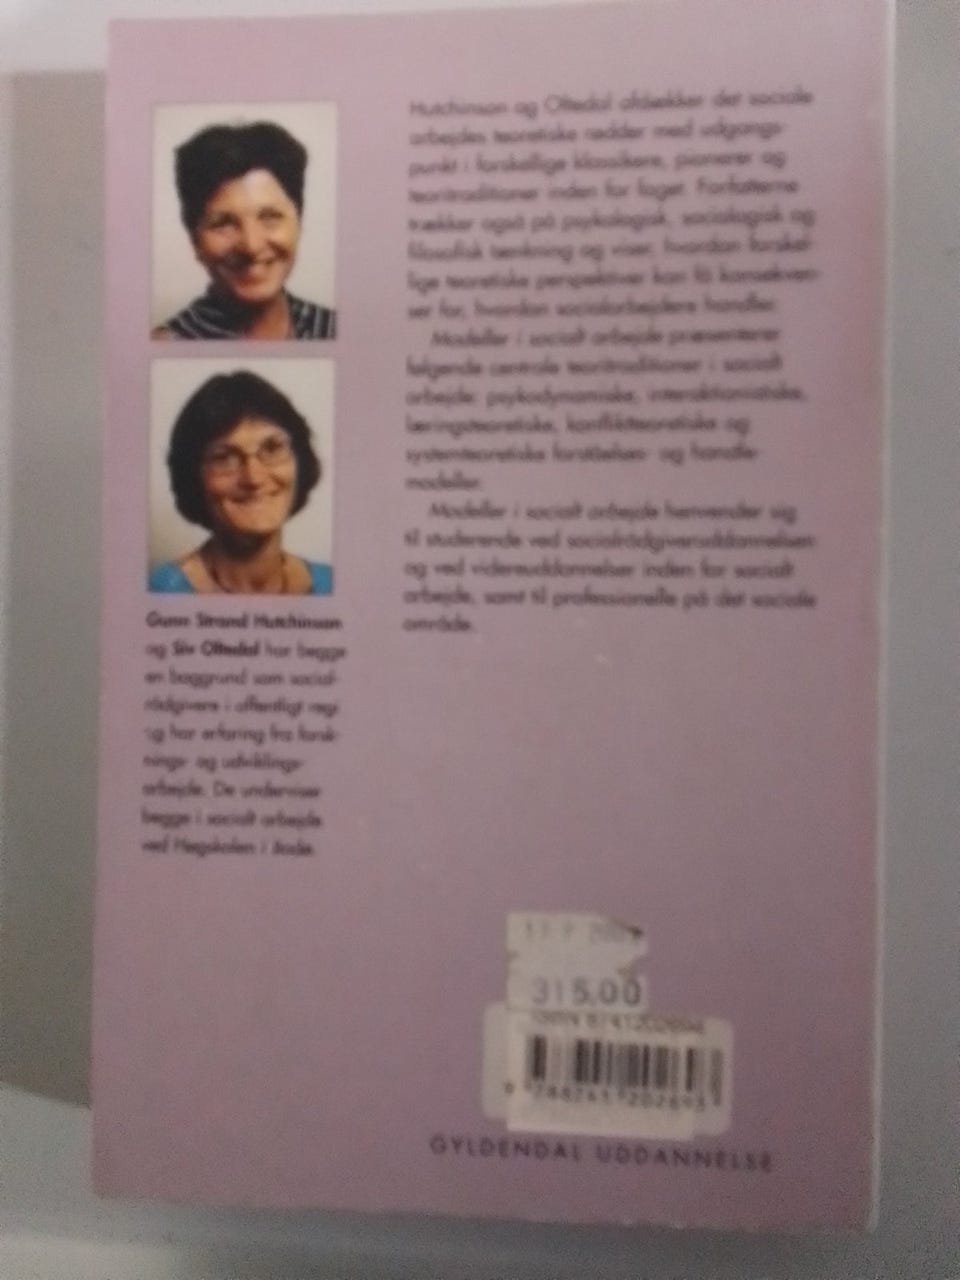 Hutchinson og Oltedal afdækker det sociale
arbejdes teoretiske rødder med udgangs-
punkt i forskellige klassikere, pionerer og
teoritraditioner inden for faget. Forfatterne
trækker også på psykologisk, sociologisk og
filosofisk tænkning og viser, hvordan forskel-
lige teoretiske perspektiver kan få konsekven-
ser for, hvordan socialarbejdere handler.
Modeller i socialt arbejde præsenterer
følgende centrale teoritraditioner i socialt
arbejde: psykodynamiske, interaktionistiske,
læringsteoretiske, konfliktteoretiske og
systemteoretiske forståelses- og handle-
modeller.
Modeller i socialt arbejde henvender sig
til studerende ved socialrådgiveruddannelsen
og ved videreuddannelser inden for socialt
arbejde, samt til professionelle på det sociale
område.
Gunn Strand Hutchinson
og Siv Oltedal har begge
en baggrund som social-
rådgivere i offentligt regi
og har erfaring fra forsk-
nings- og udviklings-
arbejde. De underviser
begge i socialt arbejde
ved Høgskolen i Bodø.
315,00
GYLDENDAL UDDANNELSE